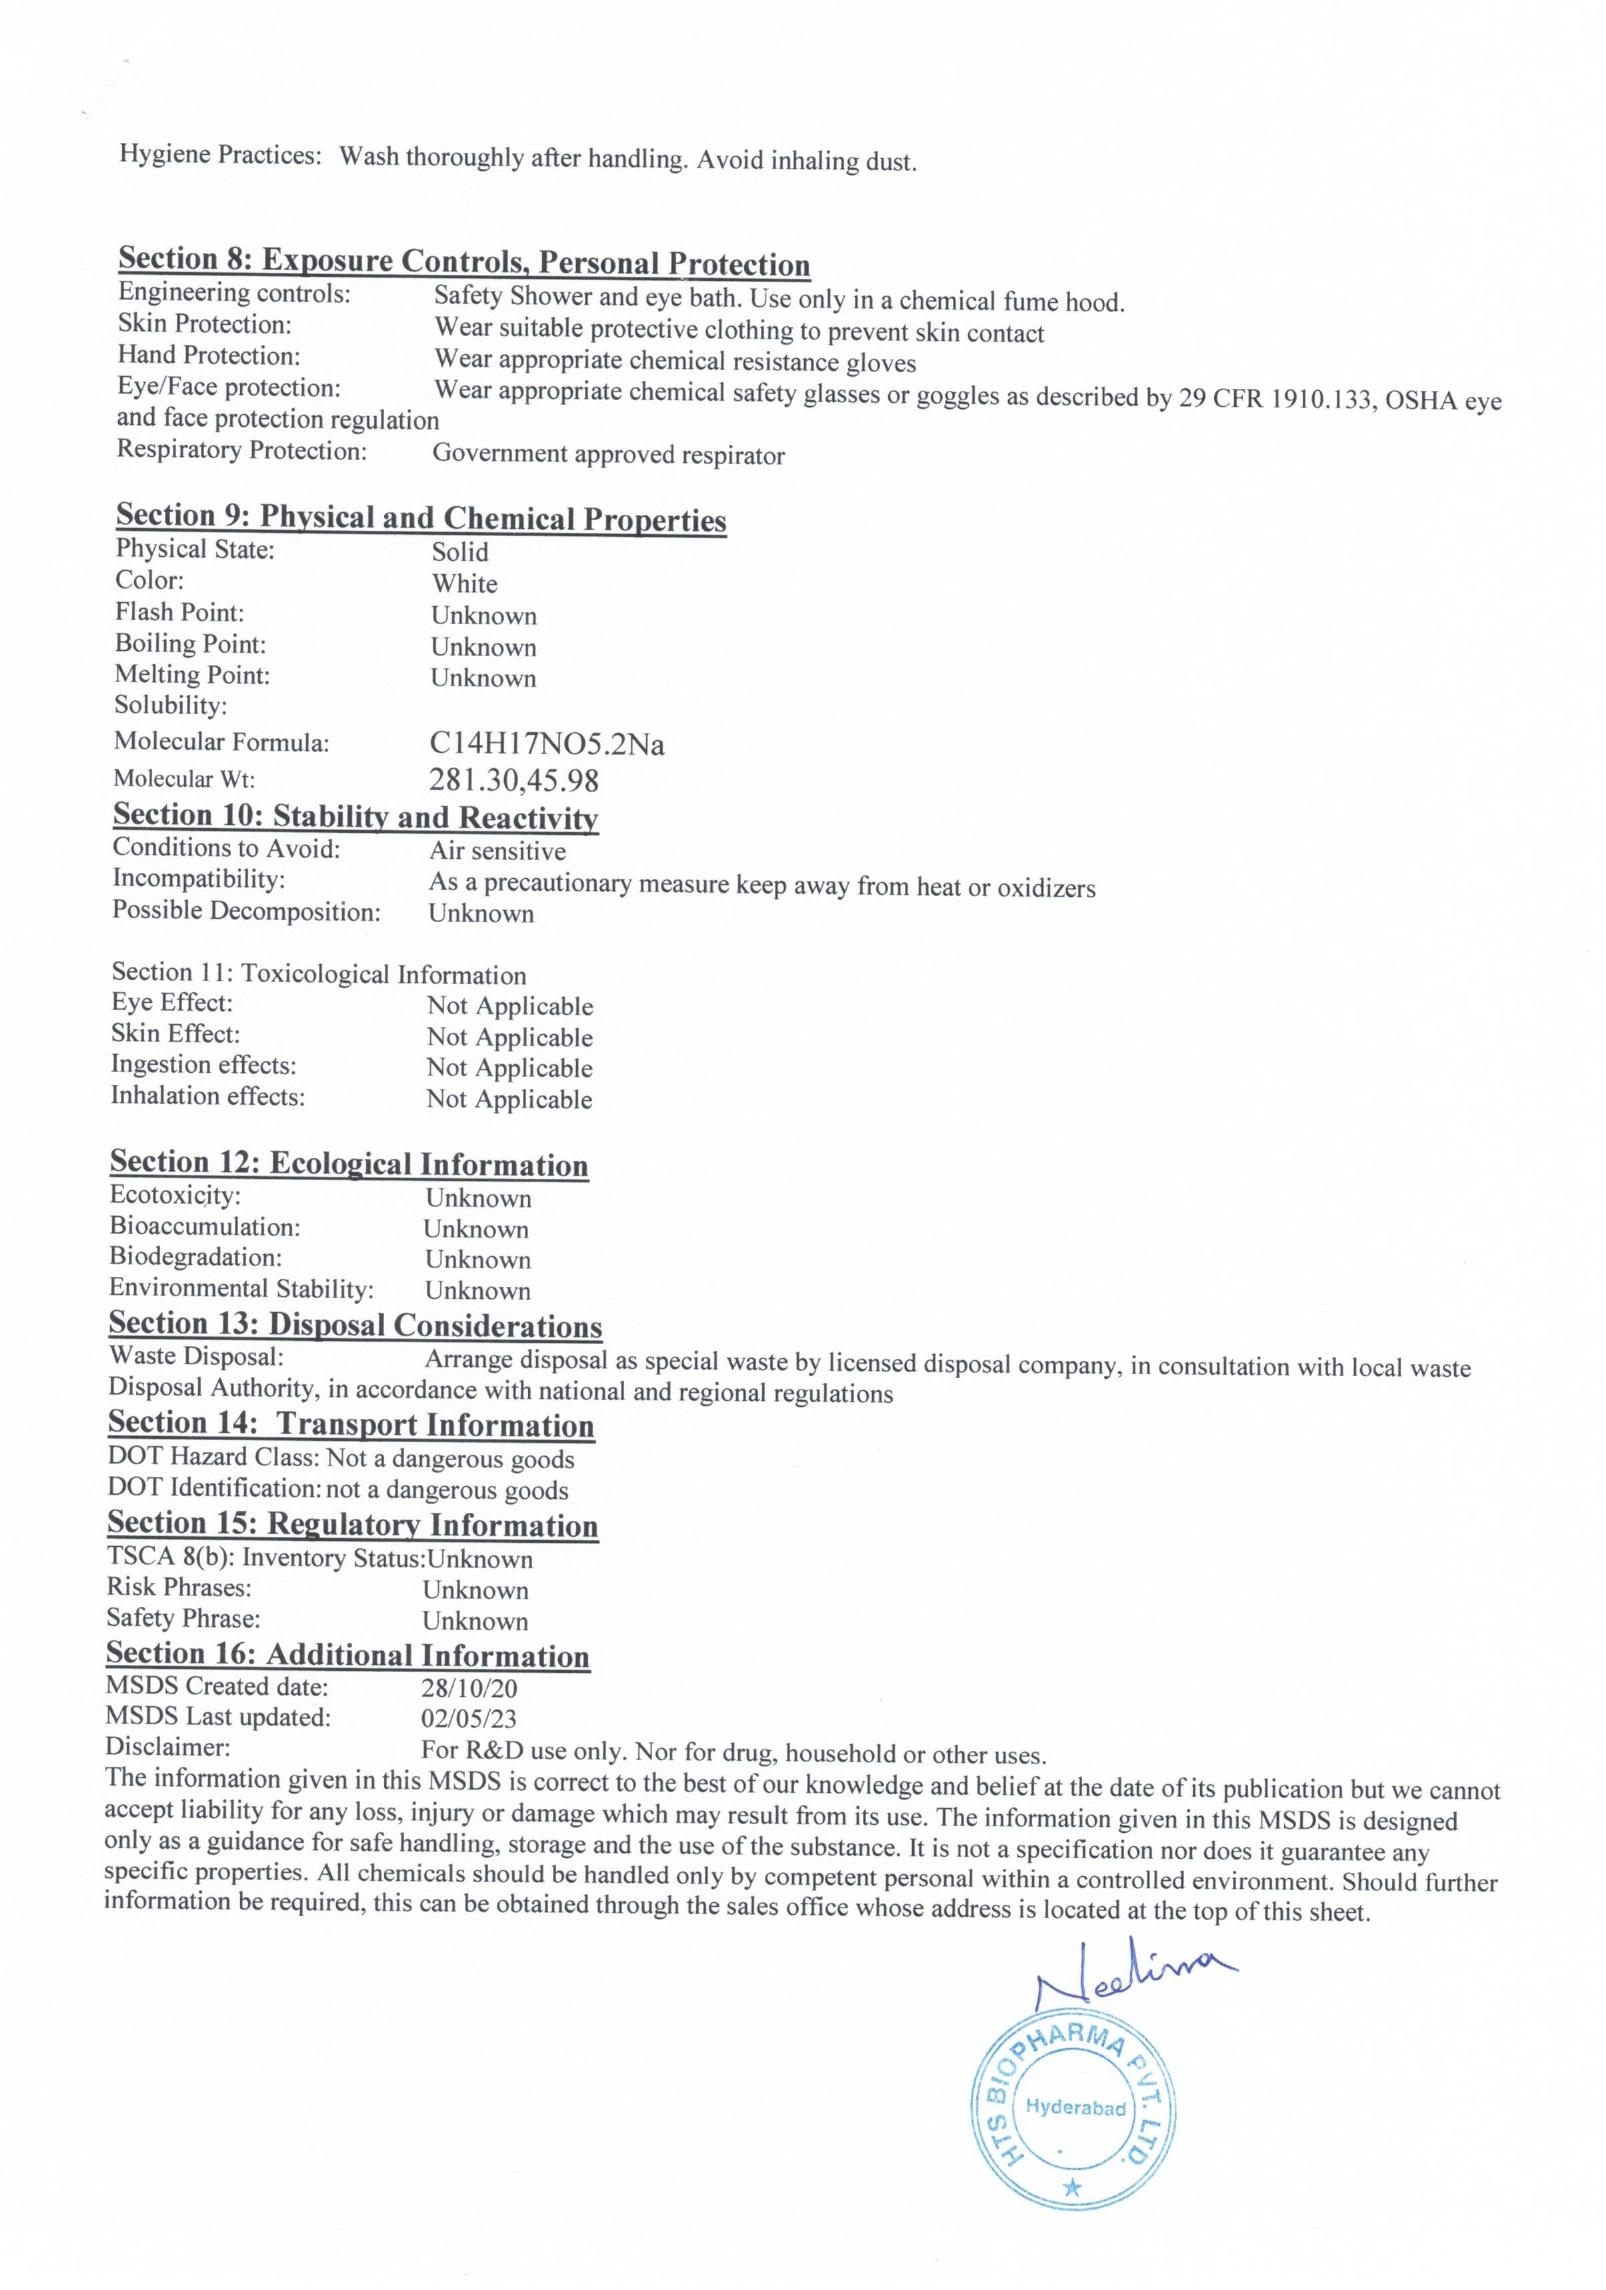 Hygiene Practices: Wash thoroughly after handling. Avoid inhaling dust.
Section 8: Exposure Controls, Personal Protection
Engineering controls: Safety Shower and eye bath. Use only in a chemical fume hood.
Skin Protection: Wear suitable protective clothing to prevent skin contact
Hand Protection: Wear appropriate chemical resistance gloves
Eye/Face protection: Wear appropriate chemical safety glasses or goggles as described by 29 CFR 1910.133, OSHA eye
and face protection regulation
Respiratory Protection: Government approved respirator
Section 9: Physical and Chemical Properties
Physical State: Solid
Color: White
Flash Point: Unknown
Boiling Point: Unknown
Melting Point: Unknown
Solubility:
Molecular Formula: C14H17NO5.2Na
Molecular Wt: 281.30,45.98
Section 10: Stability and Reactivity
Conditions to Avoid: Air sensitive
Incompatibility: As a precautionary measure keep away from heat or oxidizers
Possible Decomposition: Unknown
Section 11: Toxicological Information
Eye Effect: Not Applicable
Skin Effect: Not Applicable
Ingestion effects: Not Applicable
Inhalation effects: Not Applicable
Section 12: Ecological Information
Ecotoxicity: Unknown
Bioaccumulation: Unknown
Biodegradation: Unknown
Environmental Stability: Unknown
Section 13: Disposal Considerations
Waste Disposal: Arrange disposal as special waste by licensed disposal company, in consultation with local waste
Disposal Authority, in accordance with national and regional regulations
Section 14: Transport Information
DOT Hazard Class: Not a dangerous goods
DOT Identification: not a dangerous goods
Section 15: Regulatory Information
TSCA 8(b): Inventory Status:Unknown
Risk Phrases: Unknown
Safety Phrase: Unknown
Section 16: Additional Information
MSDS Created date: 28/10/20
MSDS Last updated: 02/05/23
Disclaimer: For R&D use only. Nor for drug, household or other uses.
The information given in this MSDS is correct to the best of our knowledge and belief at the date of its publication but we cannot
accept liability for any loss, injury or damage which may result from its use. The information given in this MSDS is designed
only as a guidance for safe handling, storage and the use of the substance. It is not a specification nor does it guarantee any
specific properties. All chemicals should be handled only by competent personal within a controlled environment. Should further
information be required, this can be obtained through the sales office whose address is located at the top of this sheet.
Neelima
HTS BIOPHARMA PVT. LTD.
Hyderabad